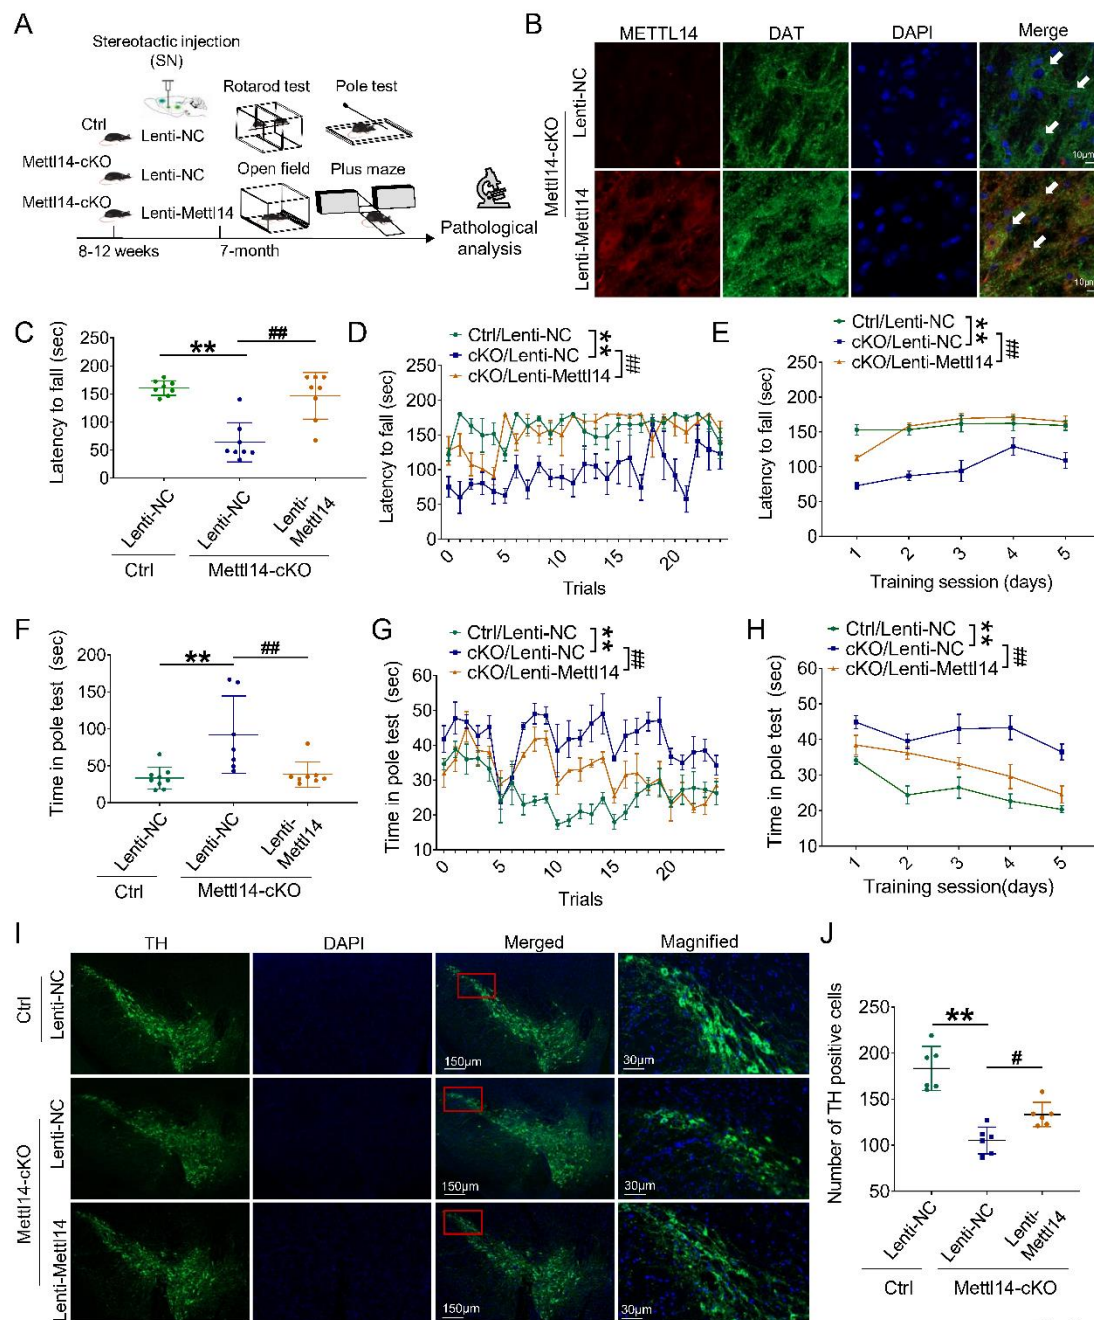 A
Stereotactic injection
(SN)
Rotarod test
Pole test
Ctrl
Lenti-NC
Mettl14-cKO
Lenti-NC
Open field
Plus maze
Mettl14-cKO
Lenti-Mettl14
8-12 weeks
7-month
Pathological
analysis
B
METTL14
DAT
DAPI
Merge
Mettl14-cKO
Lenti-NC
Lenti-Mettl14
10μm
10μm
C
Latency to fall (sec)
250
200
150
100
50
0
**
##
Lenti-NC
Lenti-NC
Lenti-
Mettl14
Ctrl
Mettl14-cKO
D
Ctrl/Lenti-NC
cKO/Lenti-NC
cKO/Lenti-Mettl14
**
##
Latency to fall (sec)
250
200
150
100
50
0
0
5
10
15
20
Trials
E
Ctrl/Lenti-NC
cKO/Lenti-NC
cKO/Lenti-Mettl14
**
##
Latency to fall (sec)
250
200
150
100
50
0
1
2
3
4
5
Training session (days)
F
Time in pole test (sec)
200
150
100
50
0
**
##
Lenti-NC
Lenti-NC
Lenti-
Mettl14
Ctrl
Mettl14-cKO
G
Ctrl/Lenti-NC
cKO/Lenti-NC
cKO/Lenti-Mettl14
**
##
Time in pole test (sec)
60
50
40
30
20
10
0
5
10
15
20
Trials
H
Ctrl/Lenti-NC
cKO/Lenti-NC
cKO/Lenti-Mettl14
**
##
Time in pole test (sec)
60
50
40
30
20
10
1
2
3
4
5
Training session(days)
I
TH
DAPI
Merged
Magnified
Ctrl
Lenti-NC
150μm
30μm
Mettl14-cKO
Lenti-NC
150μm
30μm
Lenti-Mettl14
150μm
30μm
J
Number of TH positive cells
250
200
150
100
50
**
#
Lenti-NC
Lenti-NC
Lenti-
Mettl14
Ctrl
Mettl14-cKO